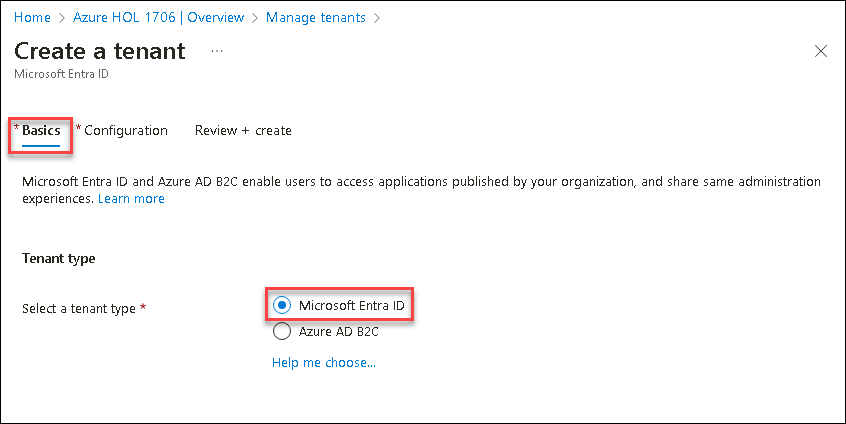 Home > Azure HOL 1706 | Overview > Manage tenants >
Create a tenant ...
Microsoft Entra ID
* Basics * Configuration Review + create
Microsoft Entra ID and Azure AD B2C enable users to access applications published by your organization, and share same administration
experiences. Learn more
Tenant type
Select a tenant type * Microsoft Entra ID
Azure AD B2C
Help me choose...